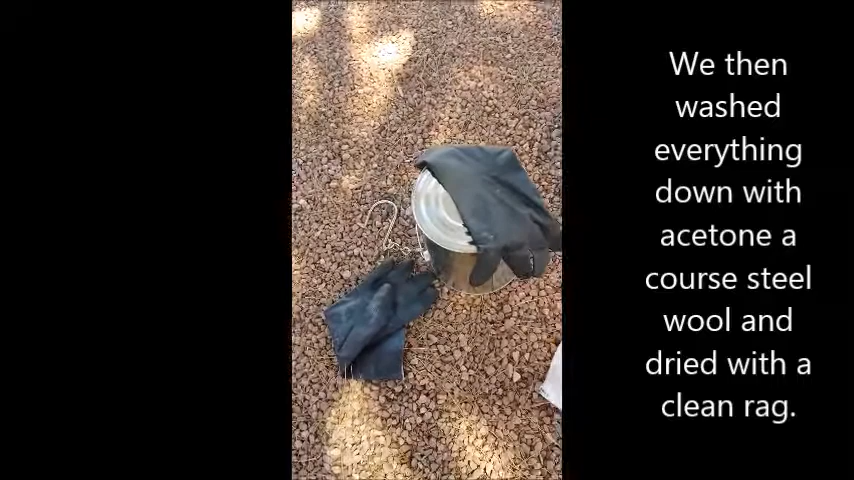 We then
washed
everything
down with
acetone a
course steel
wool and
dried with a
clean rag.